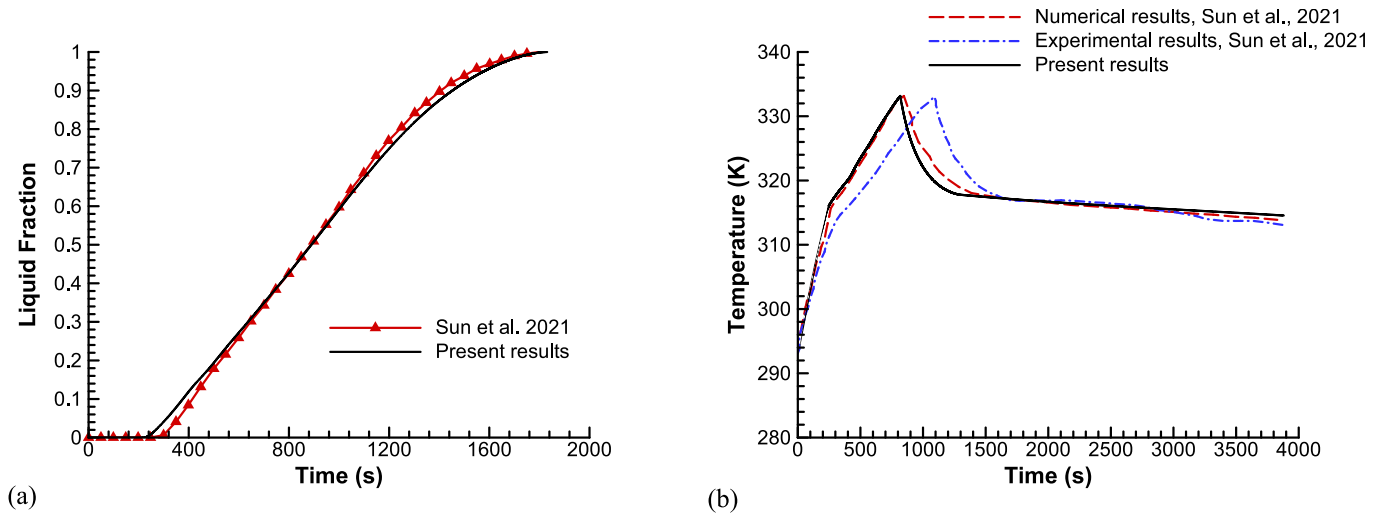 1
0.9
0.8
0.7
0.6
0.5
0.4
0.3
0.2
0.1
0
Liquid Fraction
Sun et al. 2021
Present results
0 400 800 1200 1600 2000
Time (s)
(a)
Numerical results, Sun et al., 2021
Experimental results, Sun et al., 2021
Present results
340
330
320
310
300
290
280
Temperature (K)
0 500 1000 1500 2000 2500 3000 3500 4000
Time (s)
(b)